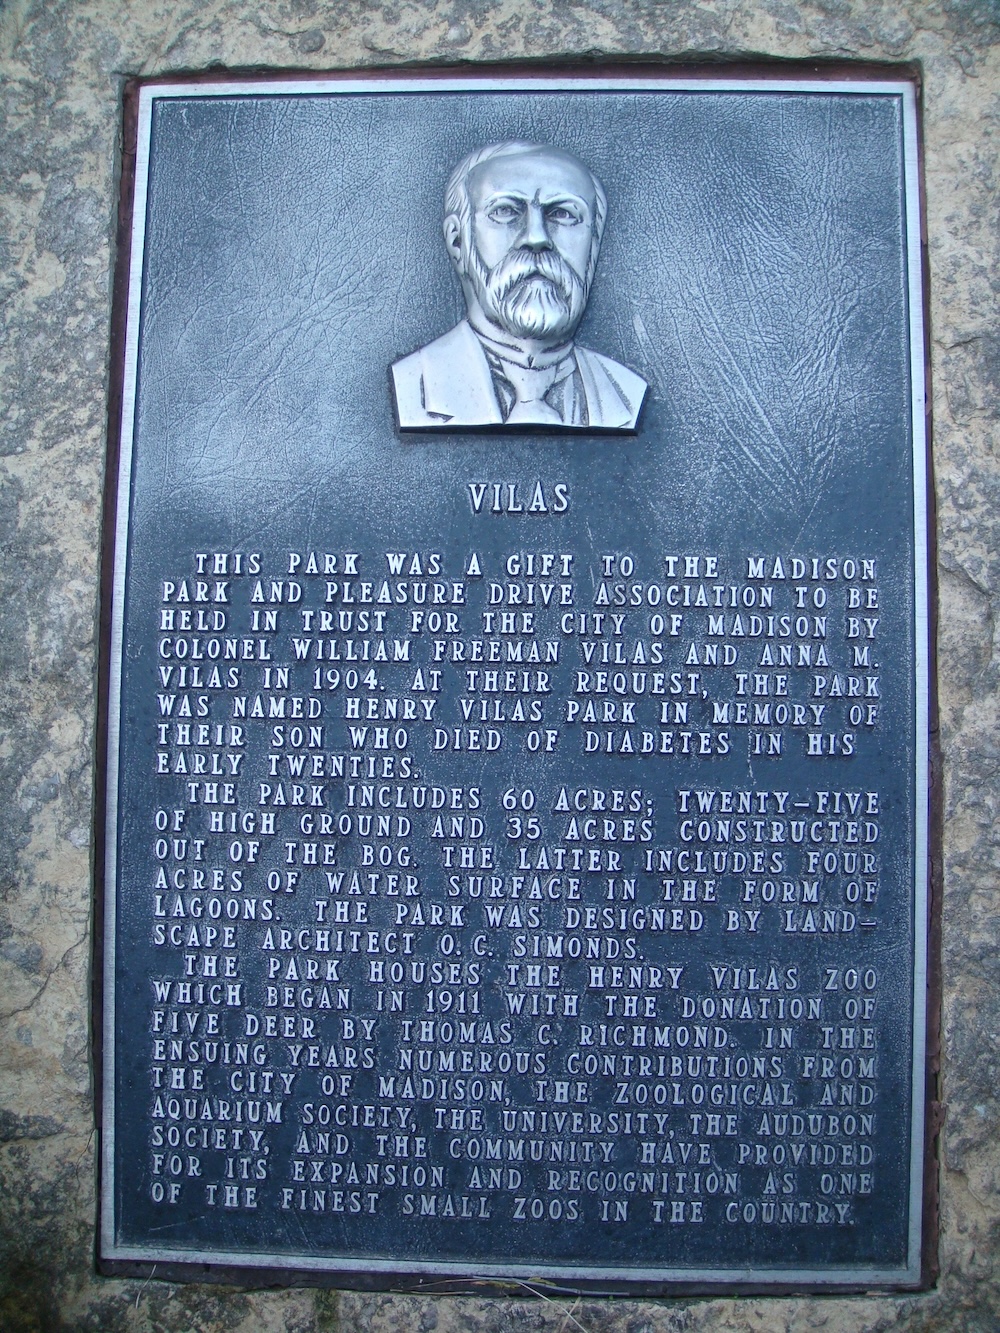 VILAS
THIS PARK WAS A GIFT TO THE MADISON
PARK AND PLEASURE DRIVE ASSOCIATION TO BE
HELD IN TRUST FOR THE CITY OF MADISON BY
COLONEL WILLIAM FREEMAN VILAS AND ANNA M.
VILAS IN 1904. AT THEIR REQUEST, THE PARK
WAS NAMED HENRY VILAS PARK IN MEMORY OF
THEIR SON WHO DIED OF DIABETES IN HIS
EARLY TWENTIES.
THE PARK INCLUDES 60 ACRES; TWENTY-FIVE
OF HIGH GROUND AND 35 ACRES CONSTRUCTED
OUT OF THE BOG. THE LATTER INCLUDES FOUR
ACRES OF WATER SURFACE IN THE FORM OF
LAGOONS. THE PARK WAS DESIGNED BY LAND-
SCAPE ARCHITECT O. C. SIMONDS.
THE PARK HOUSES THE HENRY VILAS ZOO
WHICH BEGAN IN 1911 WITH THE DONATION OF
FIVE DEER BY THOMAS C. RICHMOND. IN THE
ENSUING YEARS NUMEROUS CONTRIBUTIONS FROM
THE CITY OF MADISON, THE ZOOLOGICAL AND
AQUARIUM SOCIETY, THE UNIVERSITY, THE AUDUBON
SOCIETY, AND THE COMMUNITY HAVE PROVIDED
FOR ITS EXPANSION AND RECOGNITION AS ONE
OF THE FINEST SMALL ZOOS IN THE COUNTRY.